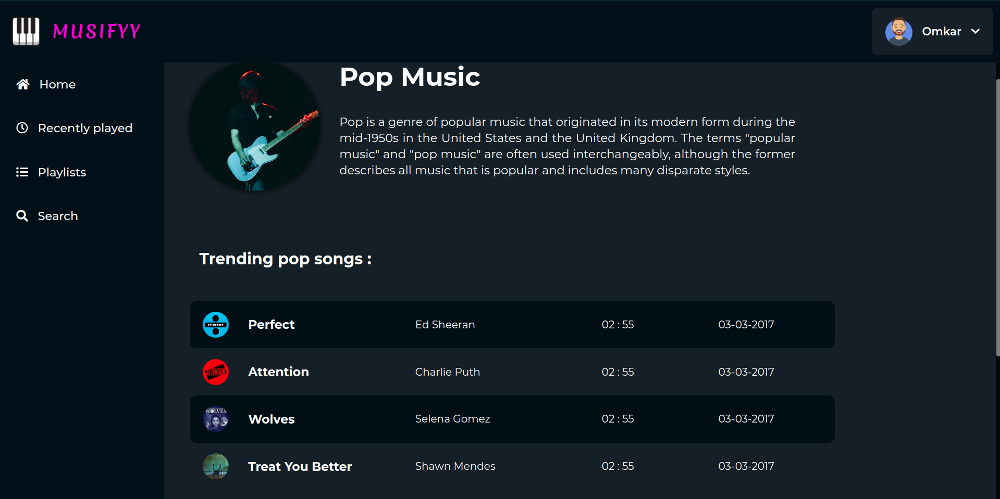 MUSIFYY
Omkar
Home
Recently played
Playlists
Search
Pop Music
Pop is a genre of popular music that originated in its modern form during the
mid-1950s in the United States and the United Kingdom. The terms "popular
music" and "pop music" are often used interchangeably, although the former
describes all music that is popular and includes many disparate styles.
Trending pop songs :
PERFECT
Perfect Ed Sheeran 02 : 55 03-03-2017
ATTENTION
Attention Charlie Puth 02 : 55 03-03-2017
WOLVES
Wolves Selena Gomez 02 : 55 03-03-2017
Treat You Better Shawn Mendes 02 : 55 03-03-2017